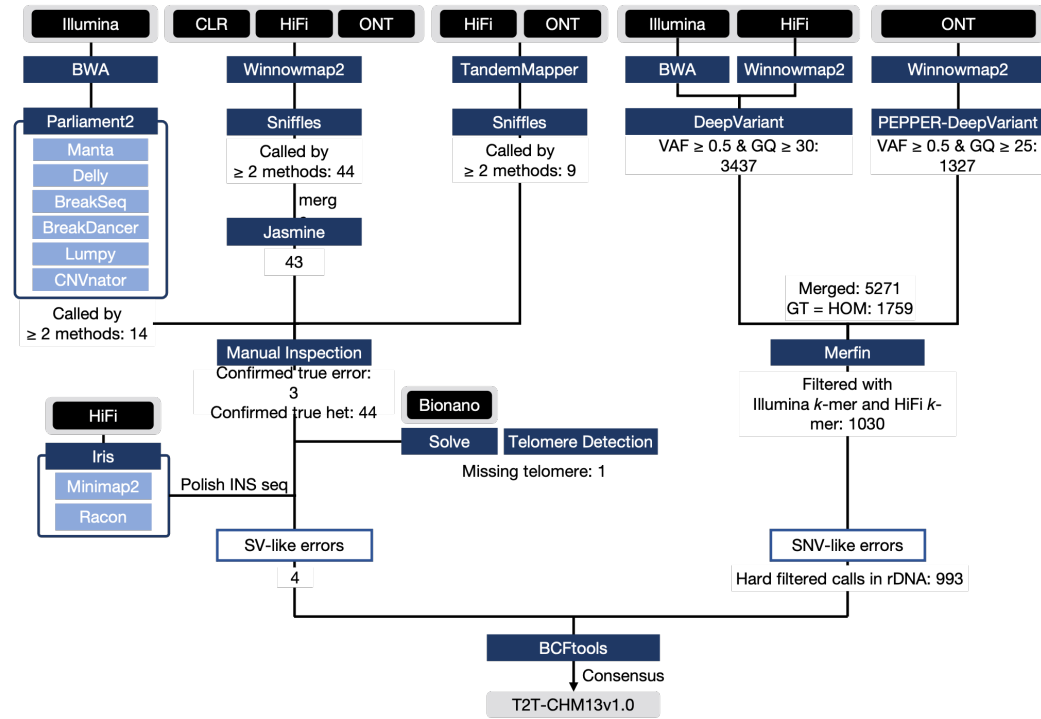 Illumina
CLR
HiFi
ONT
HiFi
ONT
Illumina
HiFi
ONT
BWA
Winnowmap2
TandemMapper
BWA
Winnowmap2
Winnowmap2
Parliament2
Manta
Delly
BreakSeq
BreakDancer
Lumpy
CNVnator
Called by
≥ 2 methods: 14
Sniffles
Called by
≥ 2 methods: 44
merg
Jasmine
43
Sniffles
Called by
≥ 2 methods: 9
DeepVariant
VAF ≥ 0.5 & GQ ≥ 30:
3437
PEPPER-DeepVariant
VAF ≥ 0.5 & GQ ≥ 25:
1327
Merged: 5271
GT = HOM: 1759
Manual Inspection
Confirmed true error:
3
Confirmed true het: 44
Merfin
Filtered with
Illumina k-mer and HiFi k-
mer: 1030
Bionano
Solve
Telomere Detection
Missing telomere: 1
HiFi
Iris
Minimap2
Racon
Polish INS seq
SV-like errors
4
SNV-like errors
Hard filtered calls in rDNA: 993
BCFtools
Consensus
T2T-CHM13v1.0